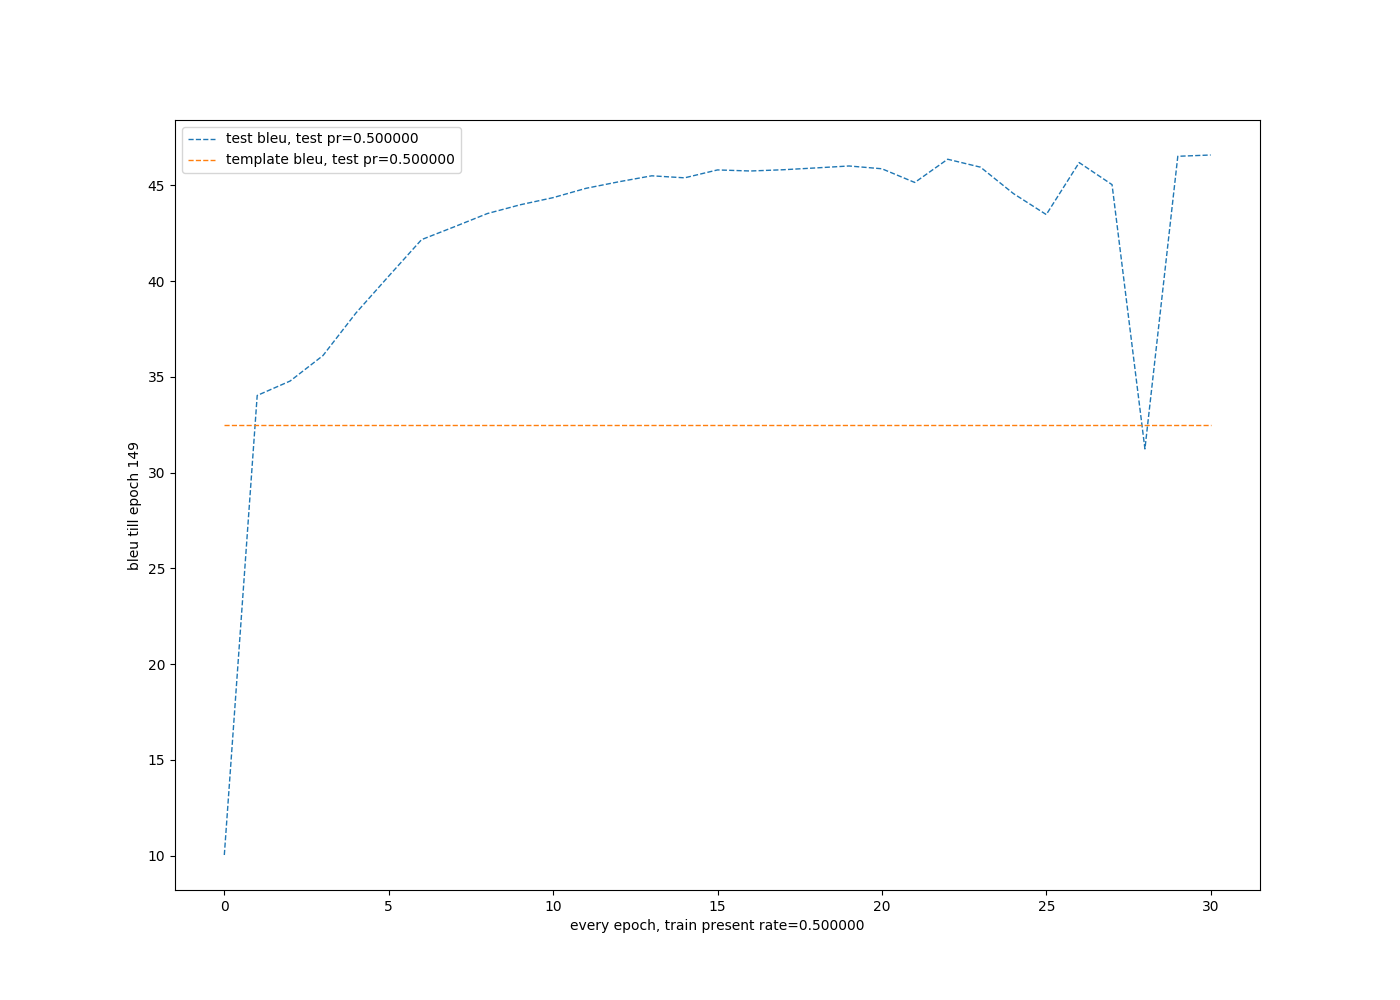 test bleu, test pr=0.500000
template bleu, test pr=0.500000
45
40
35
30
25
20
15
10
bleu till epoch 149
0 5 10 15 20 25 30
every epoch, train present rate=0.500000